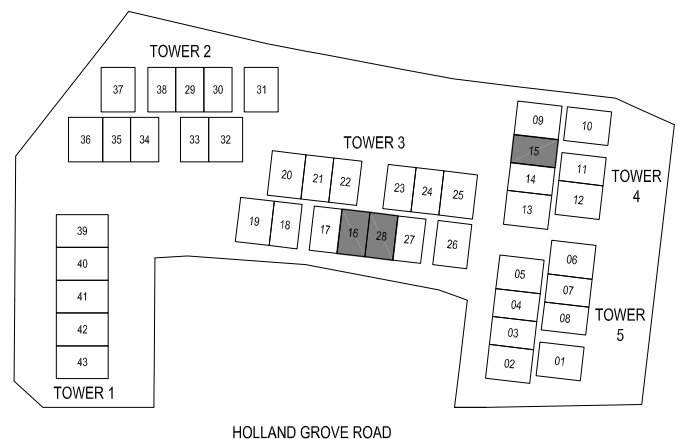 TOWER 2
37 38 29 30 31
36 35 34 33 32
TOWER 3
20 21 22 23 24 25
19 18 17 16 28 27 26
09 10
15
14 11
13 12
TOWER
4
39
40
41
42
43
TOWER 1
05 06
04 07
03 08
02 01
TOWER
5
HOLLAND GROVE ROAD